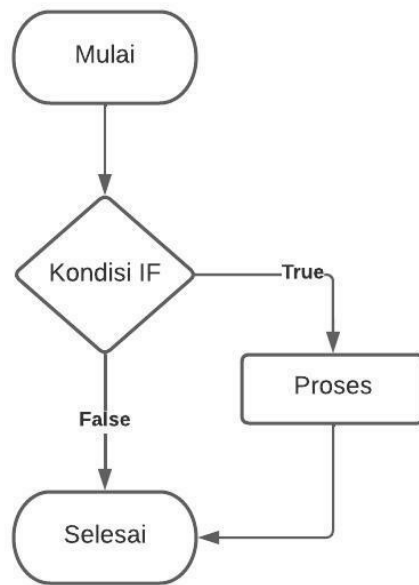 Mulai
Kondisi IF
True
Proses
False
Selesai